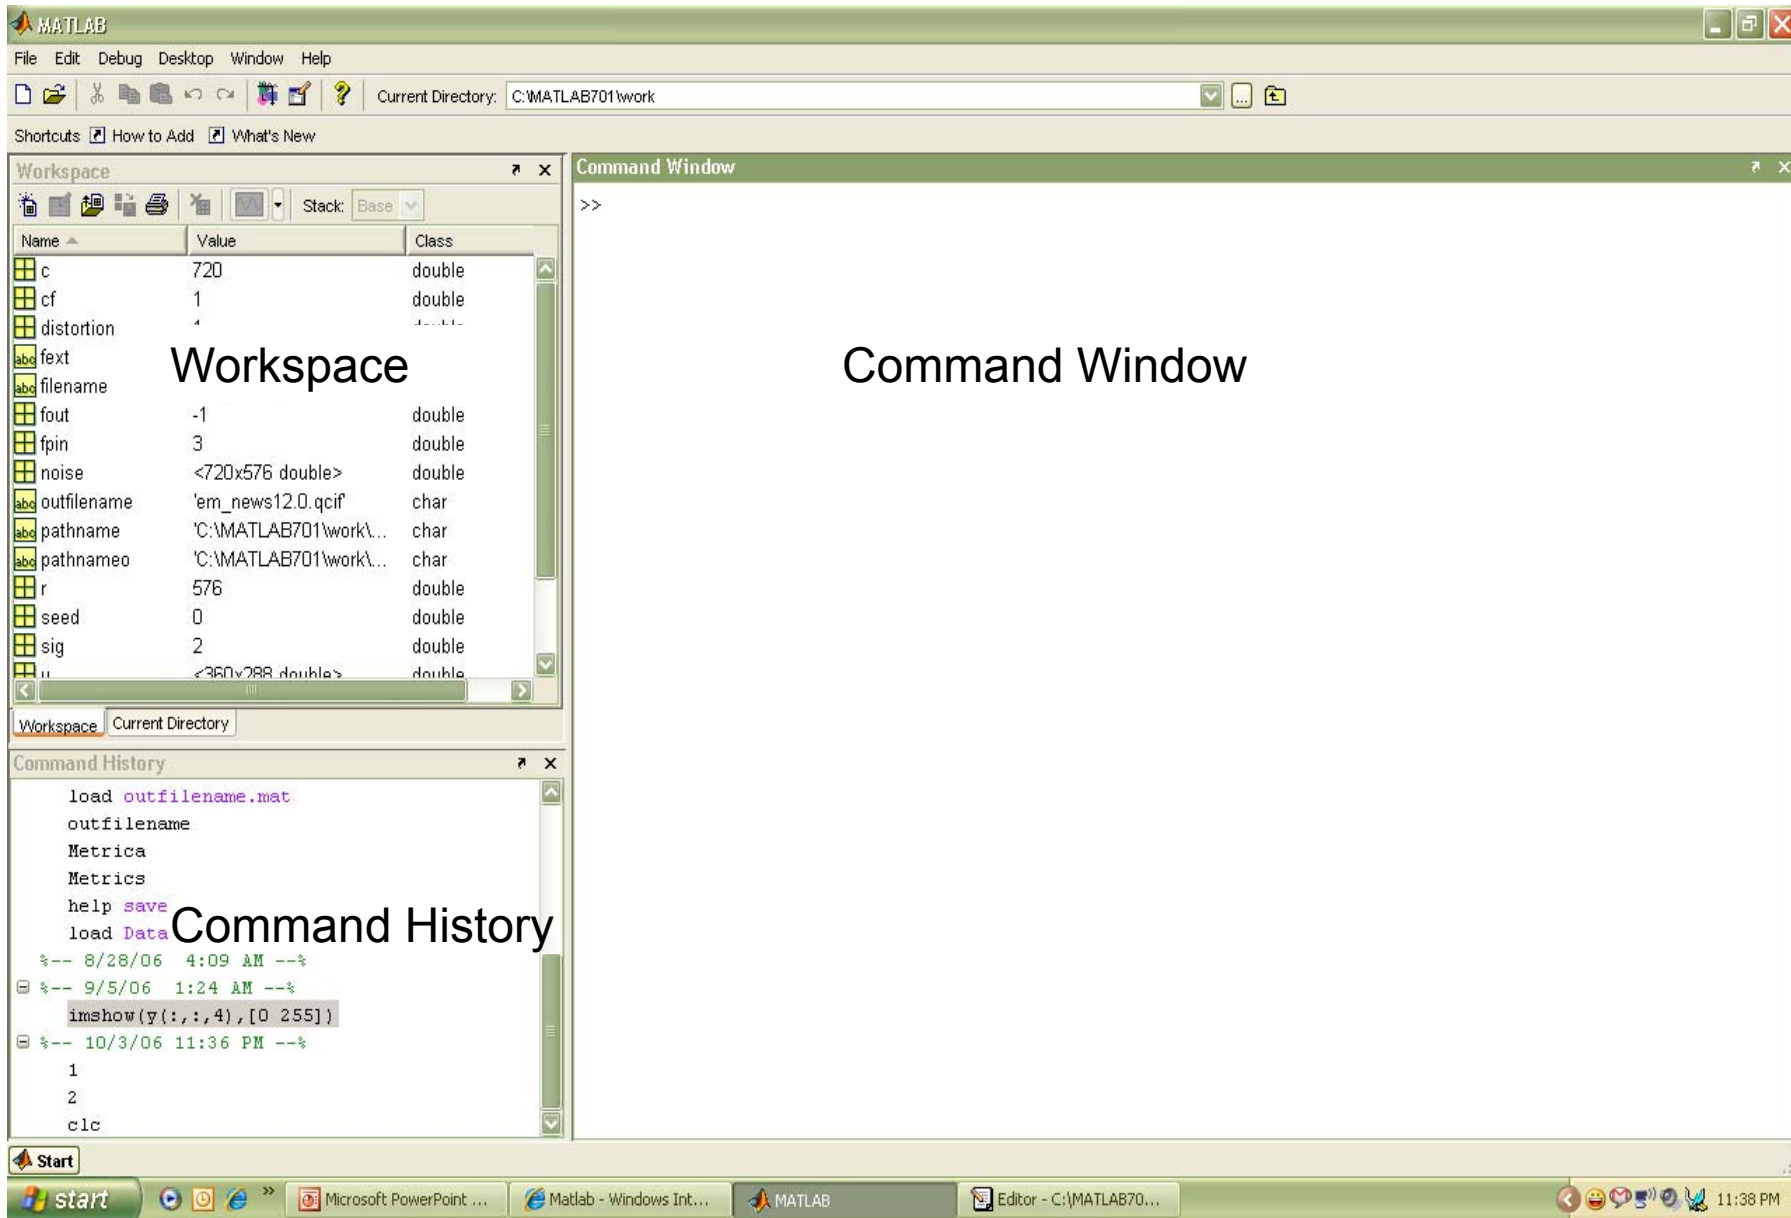 MATLAB
File Edit Debug Desktop Window Help
Current Directory: C:\MATLAB701\work
Shortcuts How to Add What's New
Workspace
Stack: Base
Name Value Class
c 720 double
cf 1 double
distortion
fext
filename
Workspace
fout -1 double
fpin 3 double
noise <720x576 double> double
outfilename 'em_news12.0.qcif' char
pathname 'C:\MATLAB701\work\... char
pathnameo 'C:\MATLAB701\work\... char
r 576 double
seed 0 double
sig 2 double
u <360x288 double> double
Workspace Current Directory
Command History
load outfilename.mat
outfilename
Metrica
Metrics
help save
load Data
Command History
%-- 8/28/06 4:09 AM --%
%-- 9/5/06 1:24 AM --%
imshow(y(:,:,4),[0 255])
%-- 10/3/06 11:36 PM --%
1
2
clc
Command Window
>>
Command Window
Start
start » Microsoft PowerPoint ... Matlab - Windows Int... MATLAB Editor - C:\MATLAB70... 11:38 PM